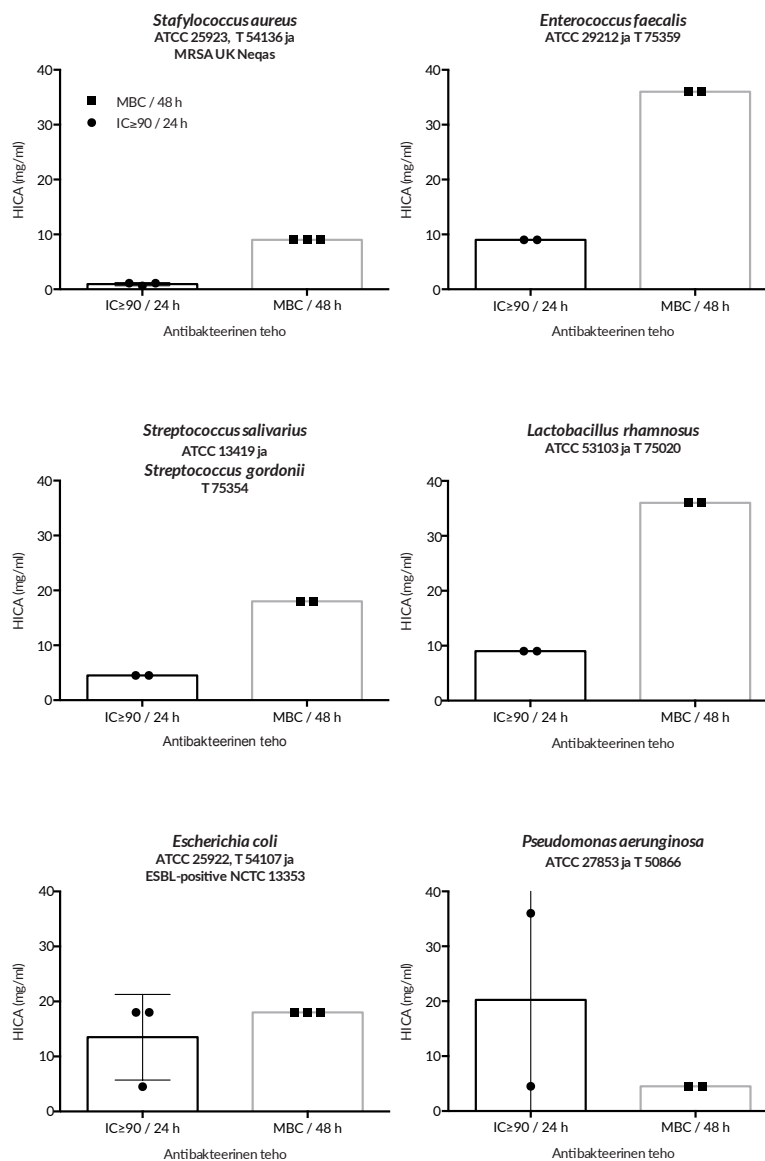 Stafylococcus aureus
ATCC 25923, T 54136 ja
MRSA UK Neqas
40
30
20
10
0
HICA (mg/ml)
MBC / 48 h
IC≥90 / 24 h
IC≥90 / 24 h
MBC / 48 h
Antibakteerinen teho
Enterococcus faecalis
ATCC 29212 ja T 75359
40
30
20
10
0
HICA (mg/ml)
IC≥90 / 24 h
MBC / 48 h
Antibakteerinen teho
Streptococcus salivarius
ATCC 13419 ja
Streptococcus gordonii
T 75354
40
30
20
10
0
HICA (mg/ml)
IC≥90 / 24 h
MBC / 48 h
Antibakteerinen teho
Lactobacillus rhamnosus
ATCC 53103 ja T 75020
40
30
20
10
0
HICA (mg/ml)
IC≥90 / 24 h
MBC / 48 h
Antibakteerinen teho
Escherichia coli
ATCC 25922, T 54107 ja
ESBL-positive NCTC 13353
40
30
20
10
0
HICA (mg/ml)
IC≥90 / 24 h
MBC / 48 h
Antibakteerinen teho
Pseudomonas aerunginosa
ATCC 27853 ja T 50866
40
30
20
10
0
HICA (mg/ml)
IC≥90 / 24 h
MBC / 48 h
Antibakteerinen teho